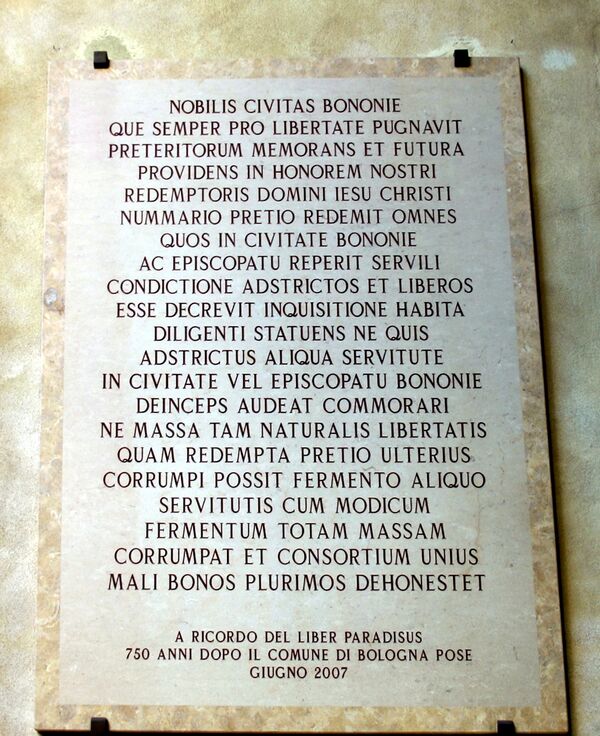 NOBILIS CIVITAS BONONIE
QUE SEMPER PRO LIBERTATE PUGNAVIT
PRETERITORUM MEMORANS ET FUTURA
PROVIDENS IN HONOREM NOSTRI
REDEMPTORIS DOMINI IESU CHRISTI
NUMMARIO PRETIO REDEMIT OMNES
QUOS IN CIVITATE BONONIE
AC EPISCOPATU REPERIT SERVILI
CONDICTIONE ADSTRICTOS ET LIBEROS
ESSE DECREVIT INQUISITIONE HABITA
DILIGENTI STATUENS NE QUIS
ADSTRICTUS ALIQUA SERVITUTE
IN CIVITATE VEL EPISCOPATU BONONIE
DEINCEPS AUDEAT COMMORARI
NE MASSA TAM NATURALIS LIBERTATIS
QUAM REDEMPTA PRETIO ULTERIUS
CORRUMPI POSSIT FERMENTO ALIQUO
SERVITUTIS CUM MODICUM
FERMENTUM TOTAM MASSAM
CORRUMPAT ET CONSORTIUM UNIUS
MALI BONOS PLURIMOS DEHONESTET
A RICORDO DEL LIBER PARADISUS
750 ANNI DOPO IL COMUNE DI BOLOGNA POSE
GIUGNO 2007